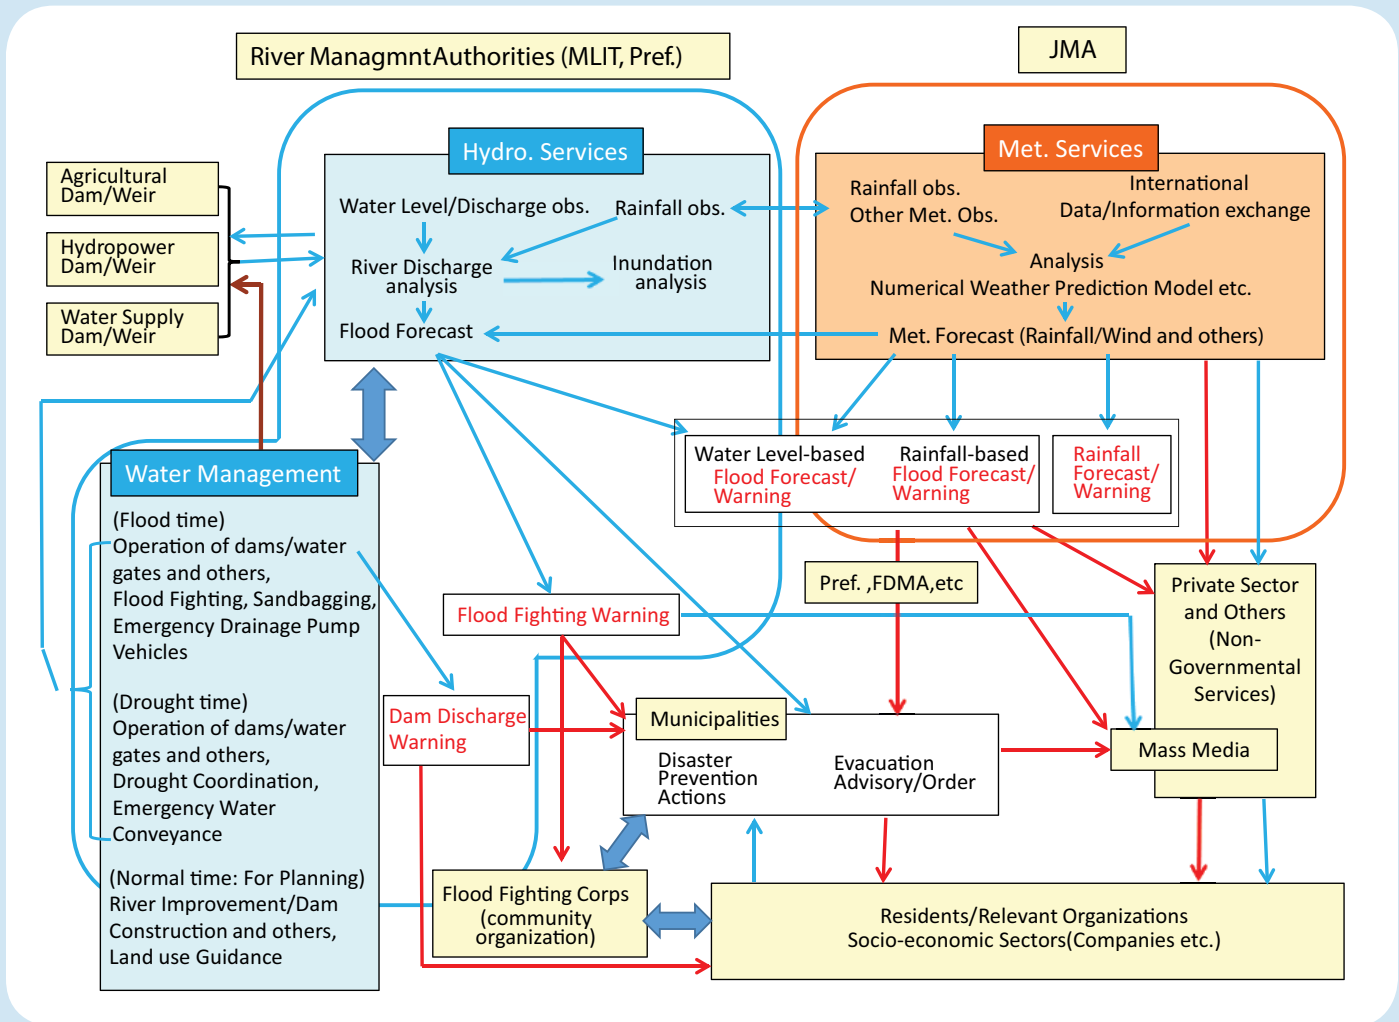 River ManagmntAuthorities (MLIT, Pref.)
JMA
Hydro. Services
Met. Services
Agricultural
Dam/Weir
Hydropower
Dam/Weir
Water Supply
Dam/Weir
Water Level/Discharge obs.
Rainfall obs.
River Discharge
analysis
Inundation
analysis
Flood Forecast
Rainfall obs.
Other Met. Obs.
International
Data/Information exchange
Analysis
Numerical Weather Prediction Model etc.
Met. Forecast (Rainfall/Wind and others)
Water Level-based
Flood Forecast/
Warning
Rainfall-based
Flood Forecast/
Warning
Rainfall
Forecast/
Warning
Water Management
(Flood time)
Operation of dams/water
gates and others,
Flood Fighting, Sandbagging,
Emergency Drainage Pump
Vehicles
(Drought time)
Operation of dams/water
gates and others,
Drought Coordination,
Emergency Water
Conveyance
(Normal time: For Planning)
River Improvement/Dam
Construction and others,
Land use Guidance
Flood Fighting Warning
Pref. ,FDMA,etc
Private Sector
and Others
(Non-
Governmental
Services)
Dam Discharge
Warning
Municipalities
Disaster
Prevention
Actions
Evacuation
Advisory/Order
Mass Media
Flood Fighting Corps
(community
organization)
Residents/Relevant Organizations
Socio-economic Sectors(Companies etc.)